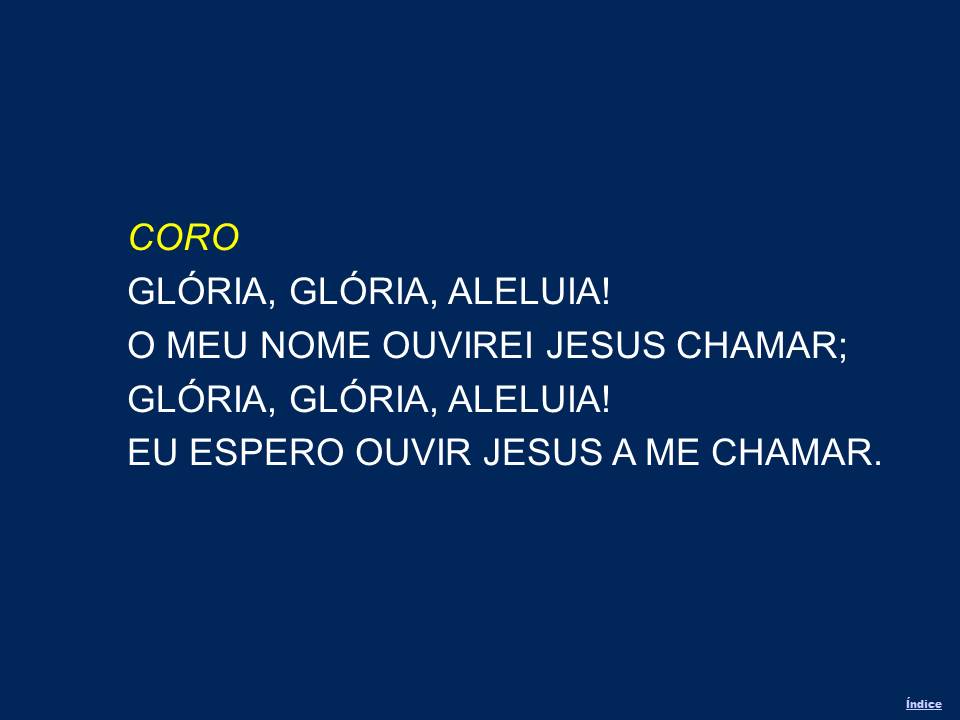 CORO
GLÓRIA, GLÓRIA, ALELUIA!
O MEU NOME OUVIREI JESUS CHAMAR;
GLÓRIA, GLÓRIA, ALELUIA!
EU ESPERO OUVIR JESUS A ME CHAMAR.
Índice